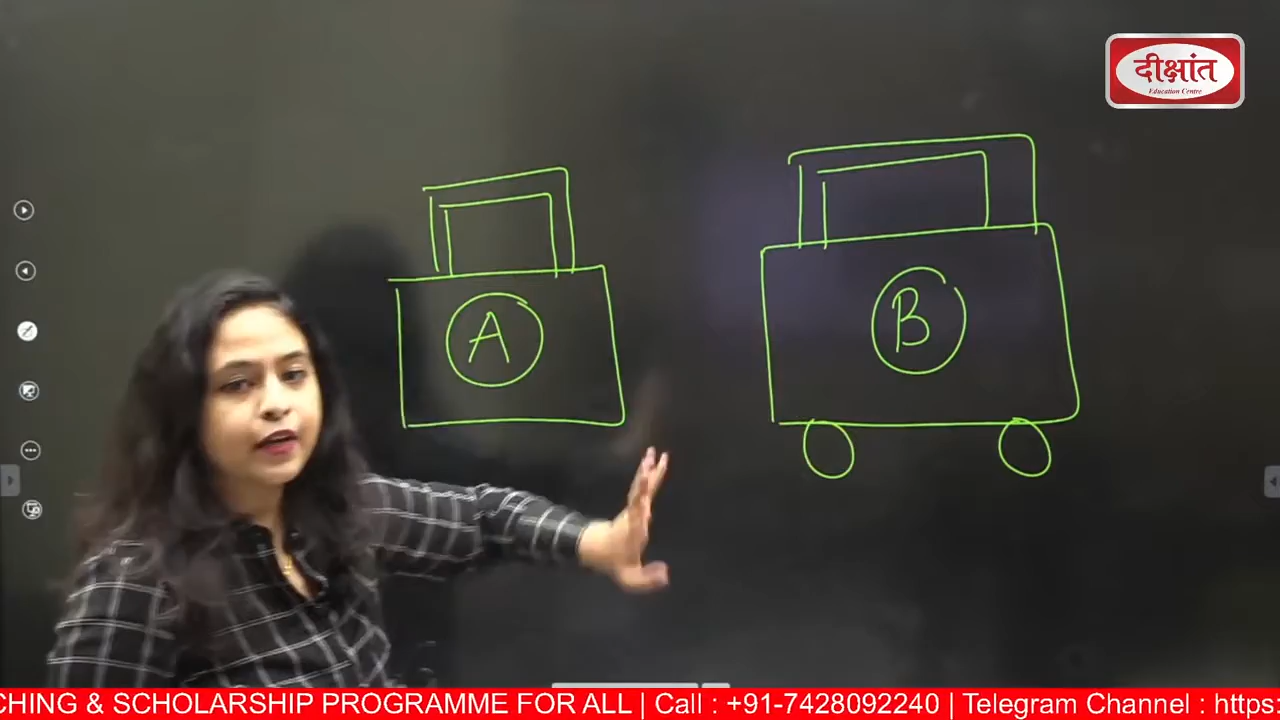 दीक्षांत
Education Centre
A
B
CHING & SCHOLARSHIP PROGRAMME FOR ALL | Call : +91-7428092240 | Telegram Channel : https: